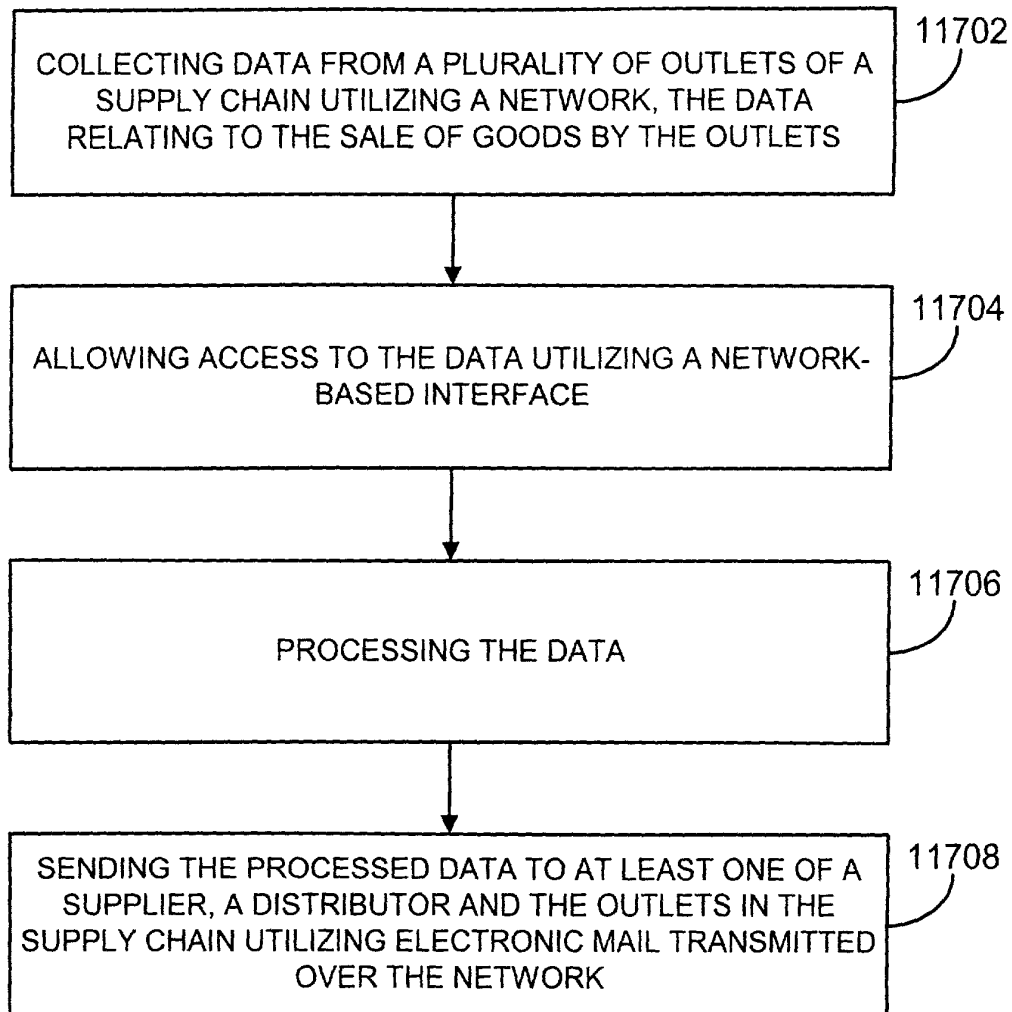 11702
COLLECTING DATA FROM A PLURALITY OF OUTLETS OF A
SUPPLY CHAIN UTILIZING A NETWORK, THE DATA
RELATING TO THE SALE OF GOODS BY THE OUTLETS
11704
ALLOWING ACCESS TO THE DATA UTILIZING A NETWORK-
BASED INTERFACE
11706
PROCESSING THE DATA
11708
SENDING THE PROCESSED DATA TO AT LEAST ONE OF A
SUPPLIER, A DISTRIBUTOR AND THE OUTLETS IN THE
SUPPLY CHAIN UTILIZING ELECTRONIC MAIL TRANSMITTED
OVER THE NETWORK